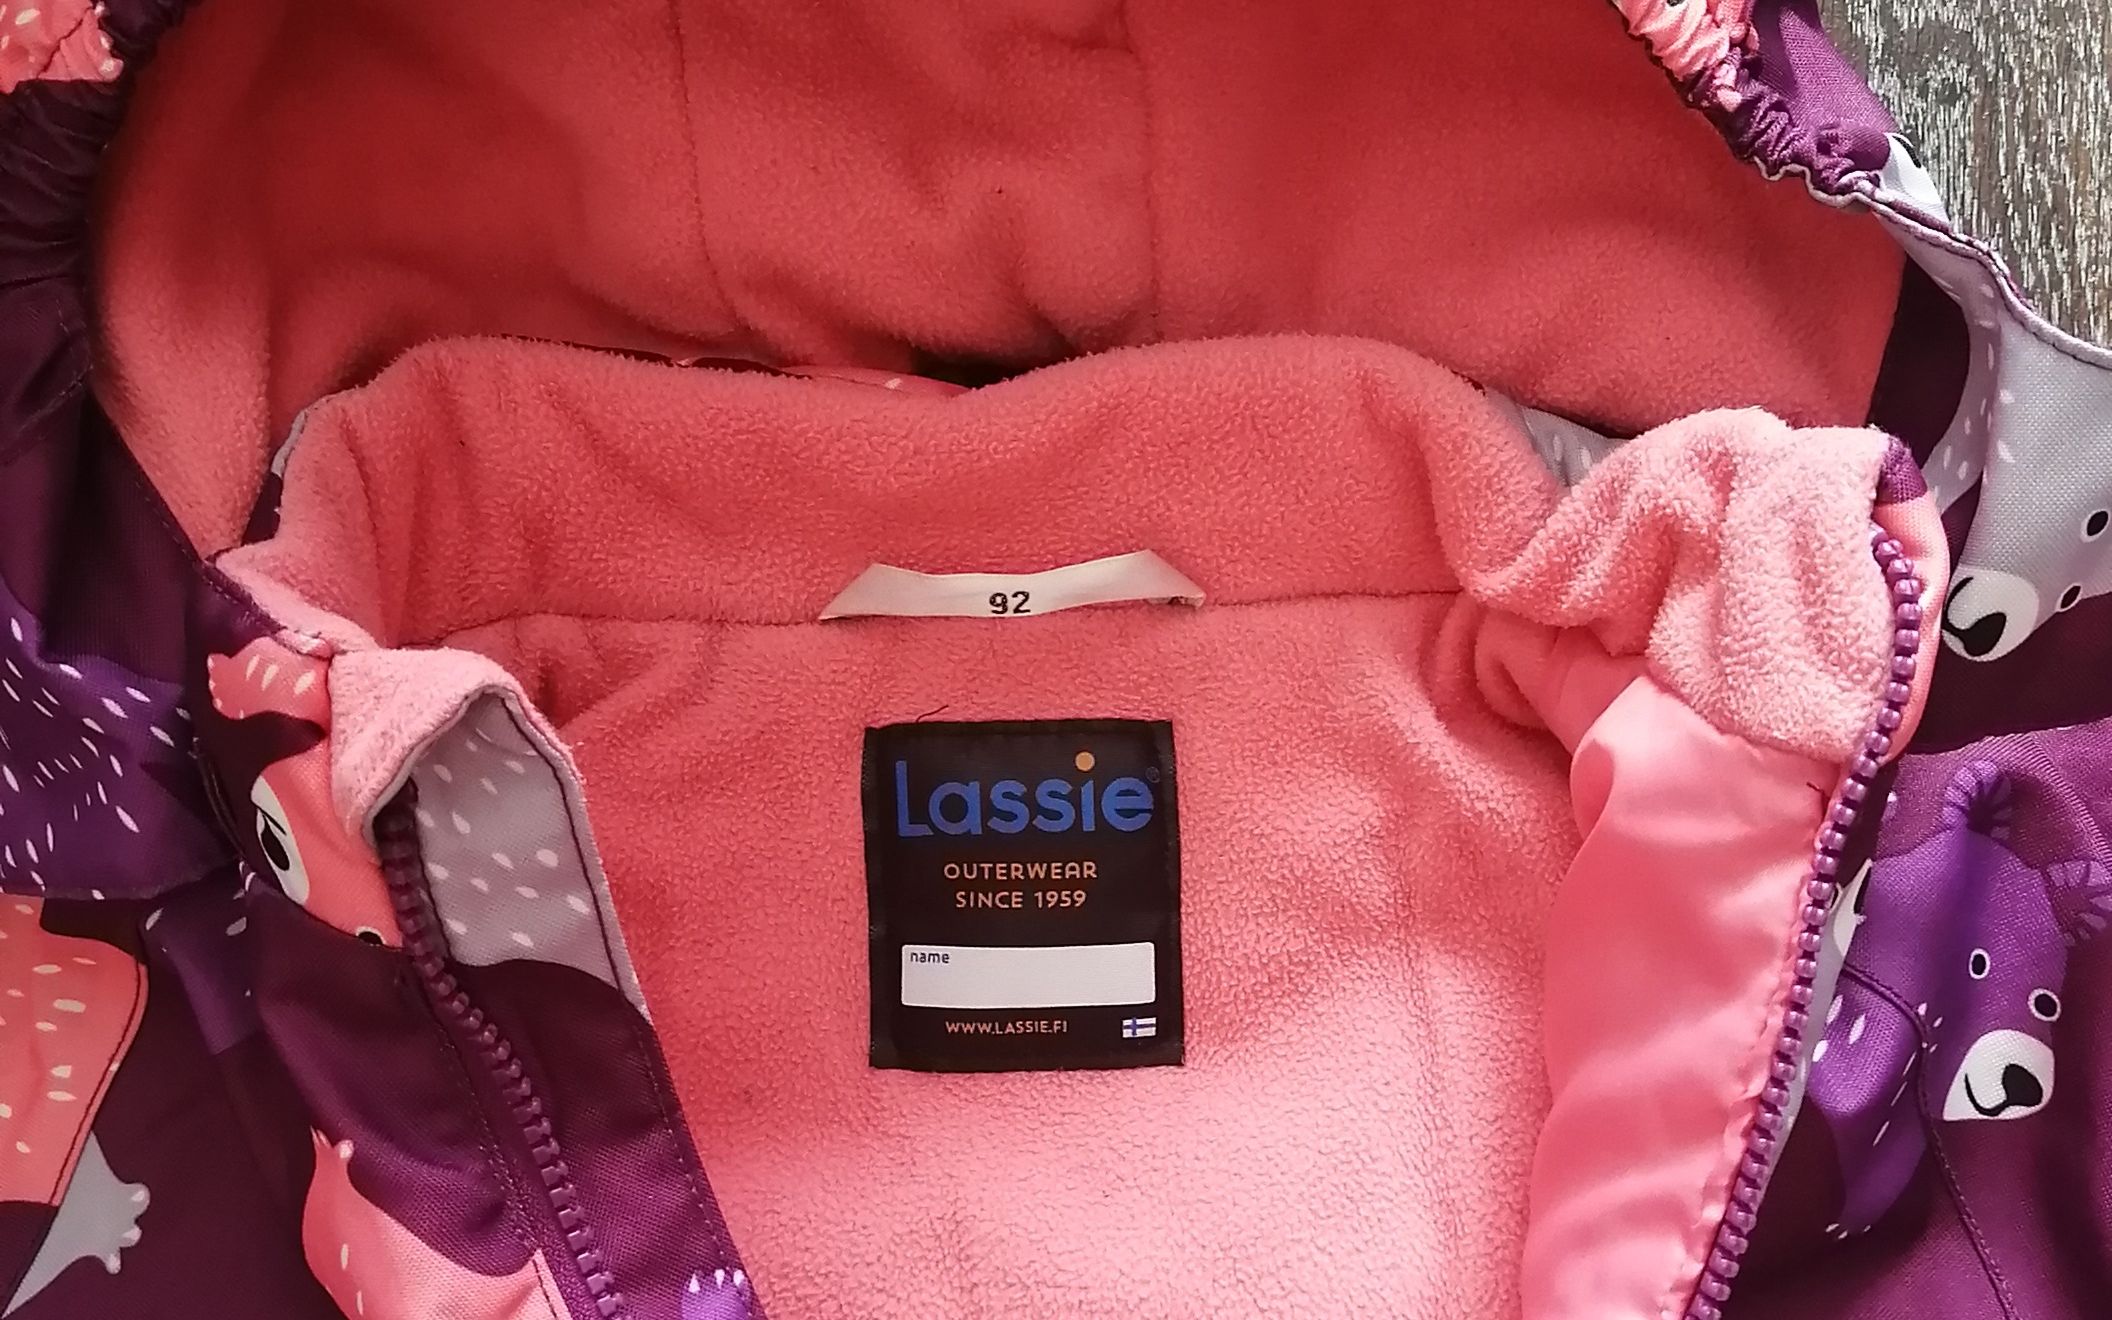 92
Lassie®
OUTERWEAR
SINCE 1959
name
WWW.LASSIE.FI